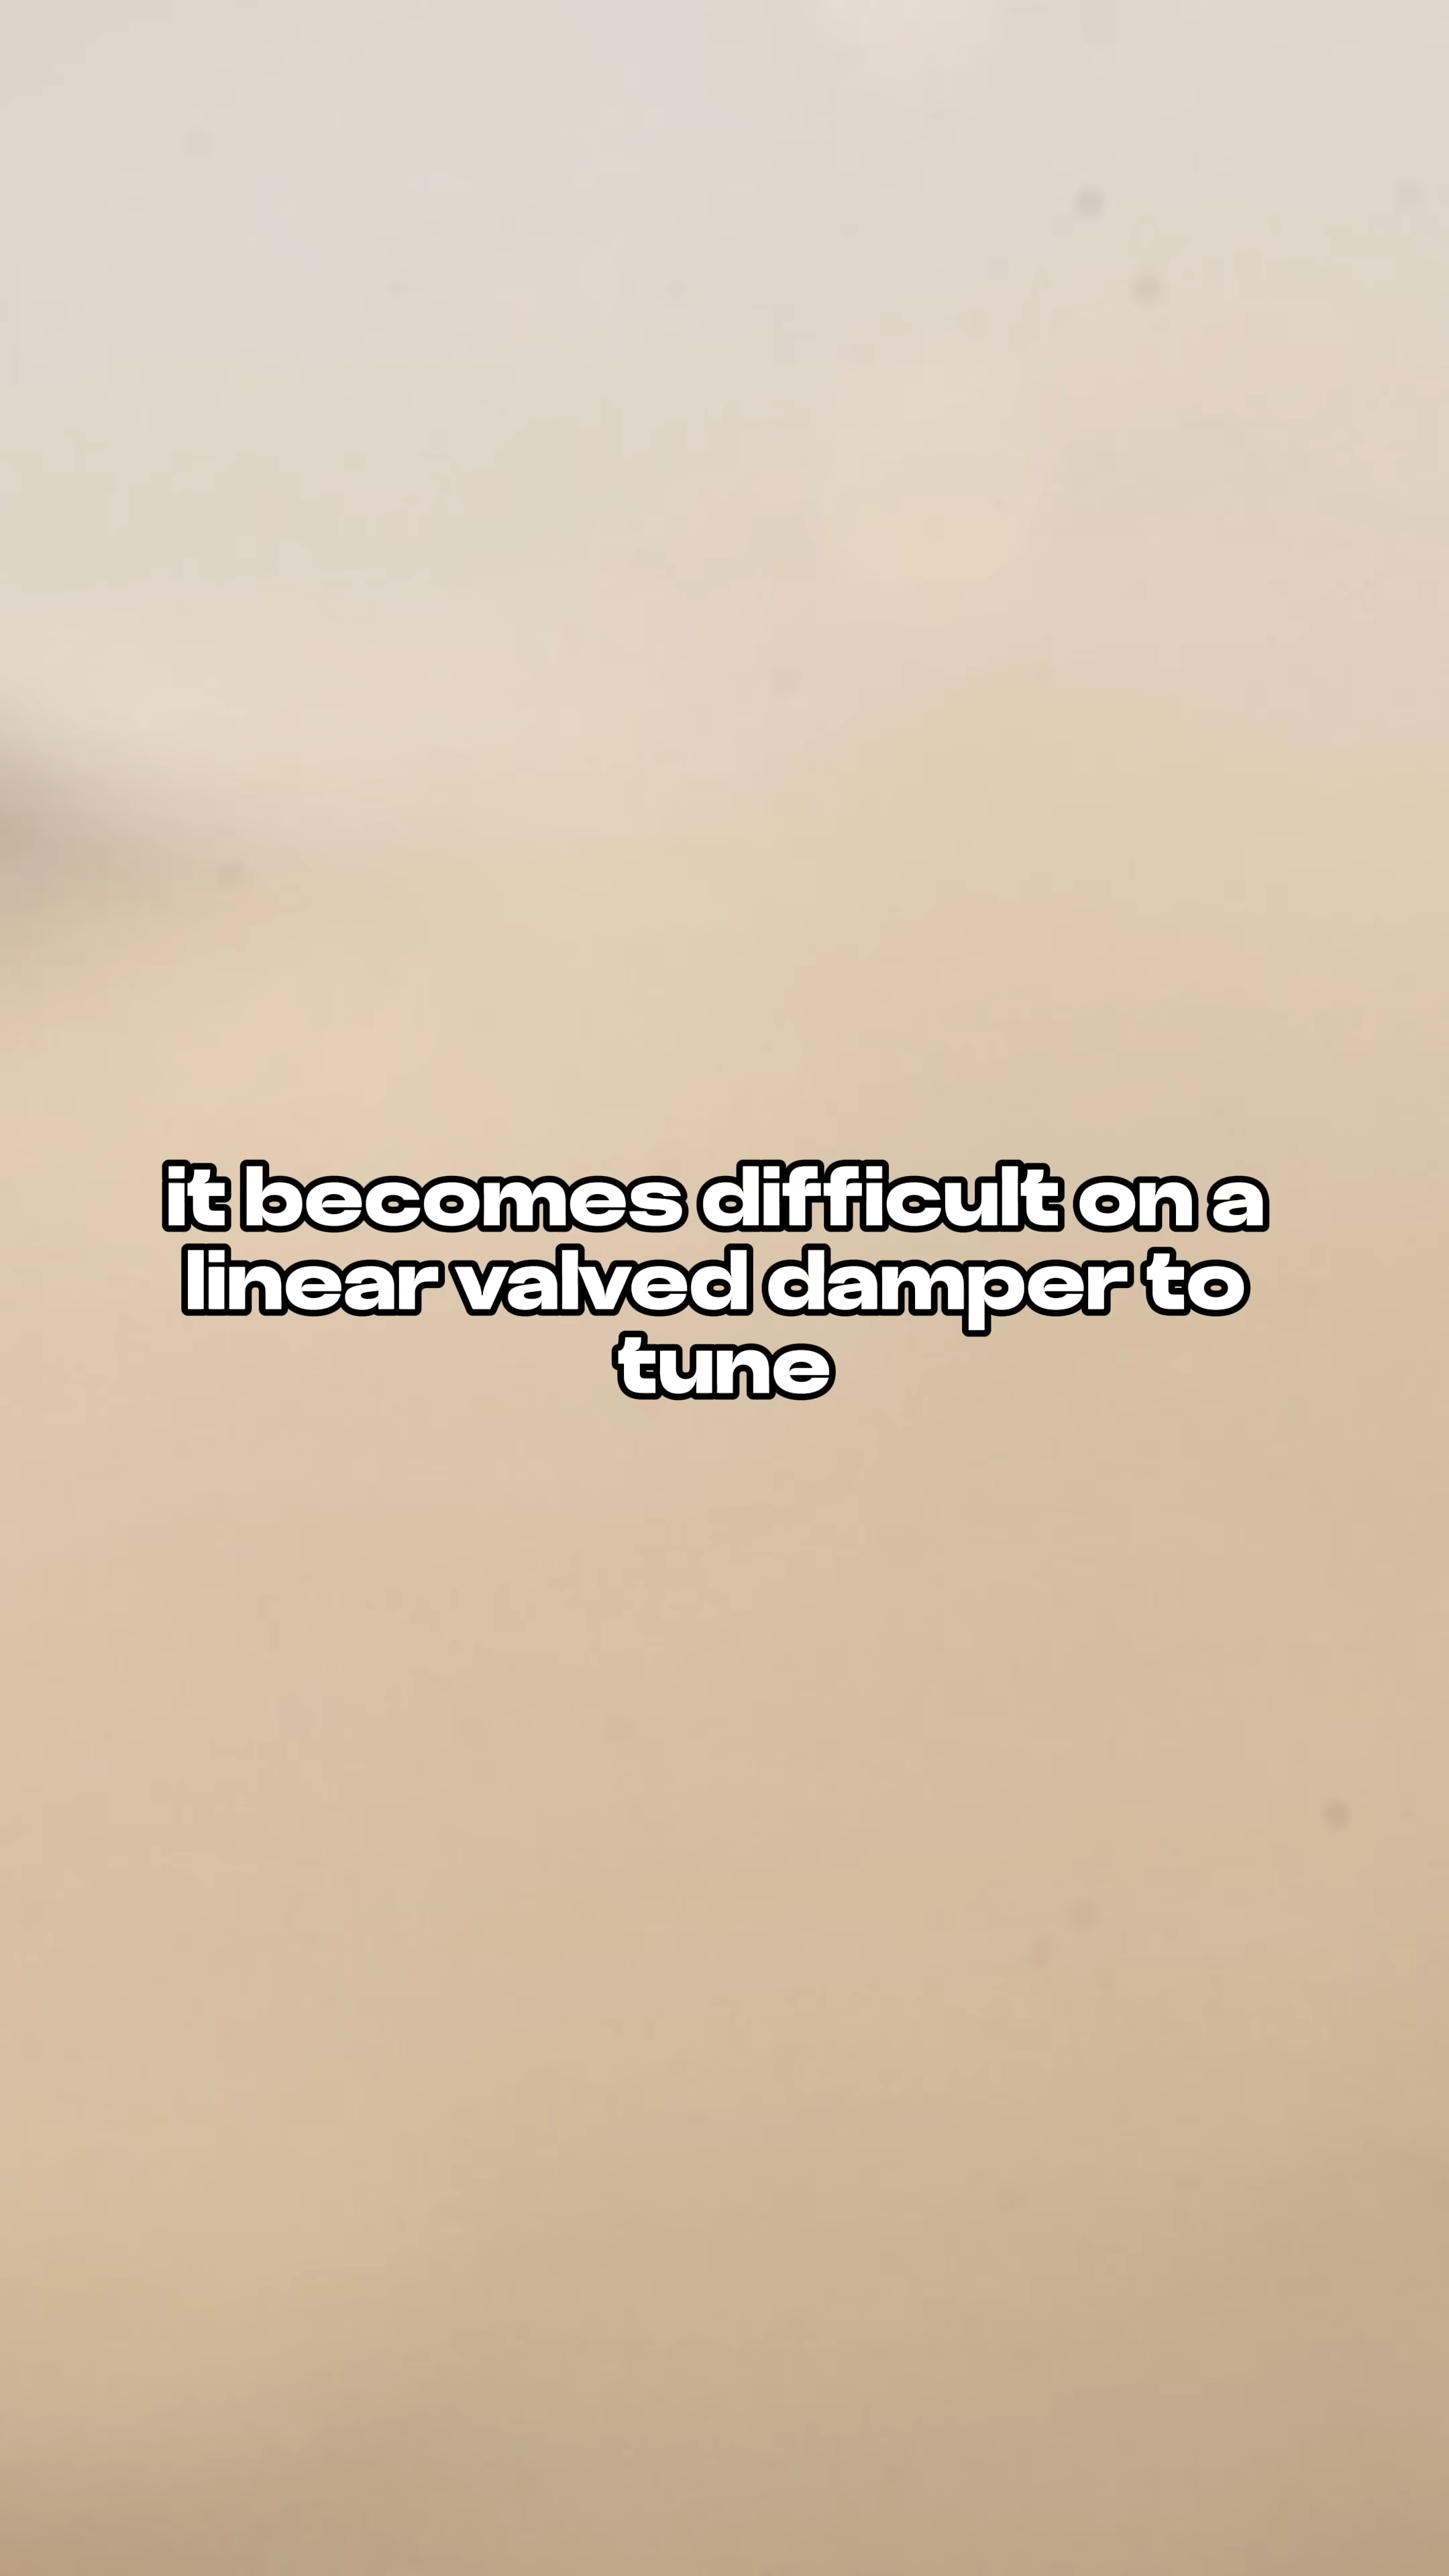 it becomes difficult on a
linear valved damper to
tune